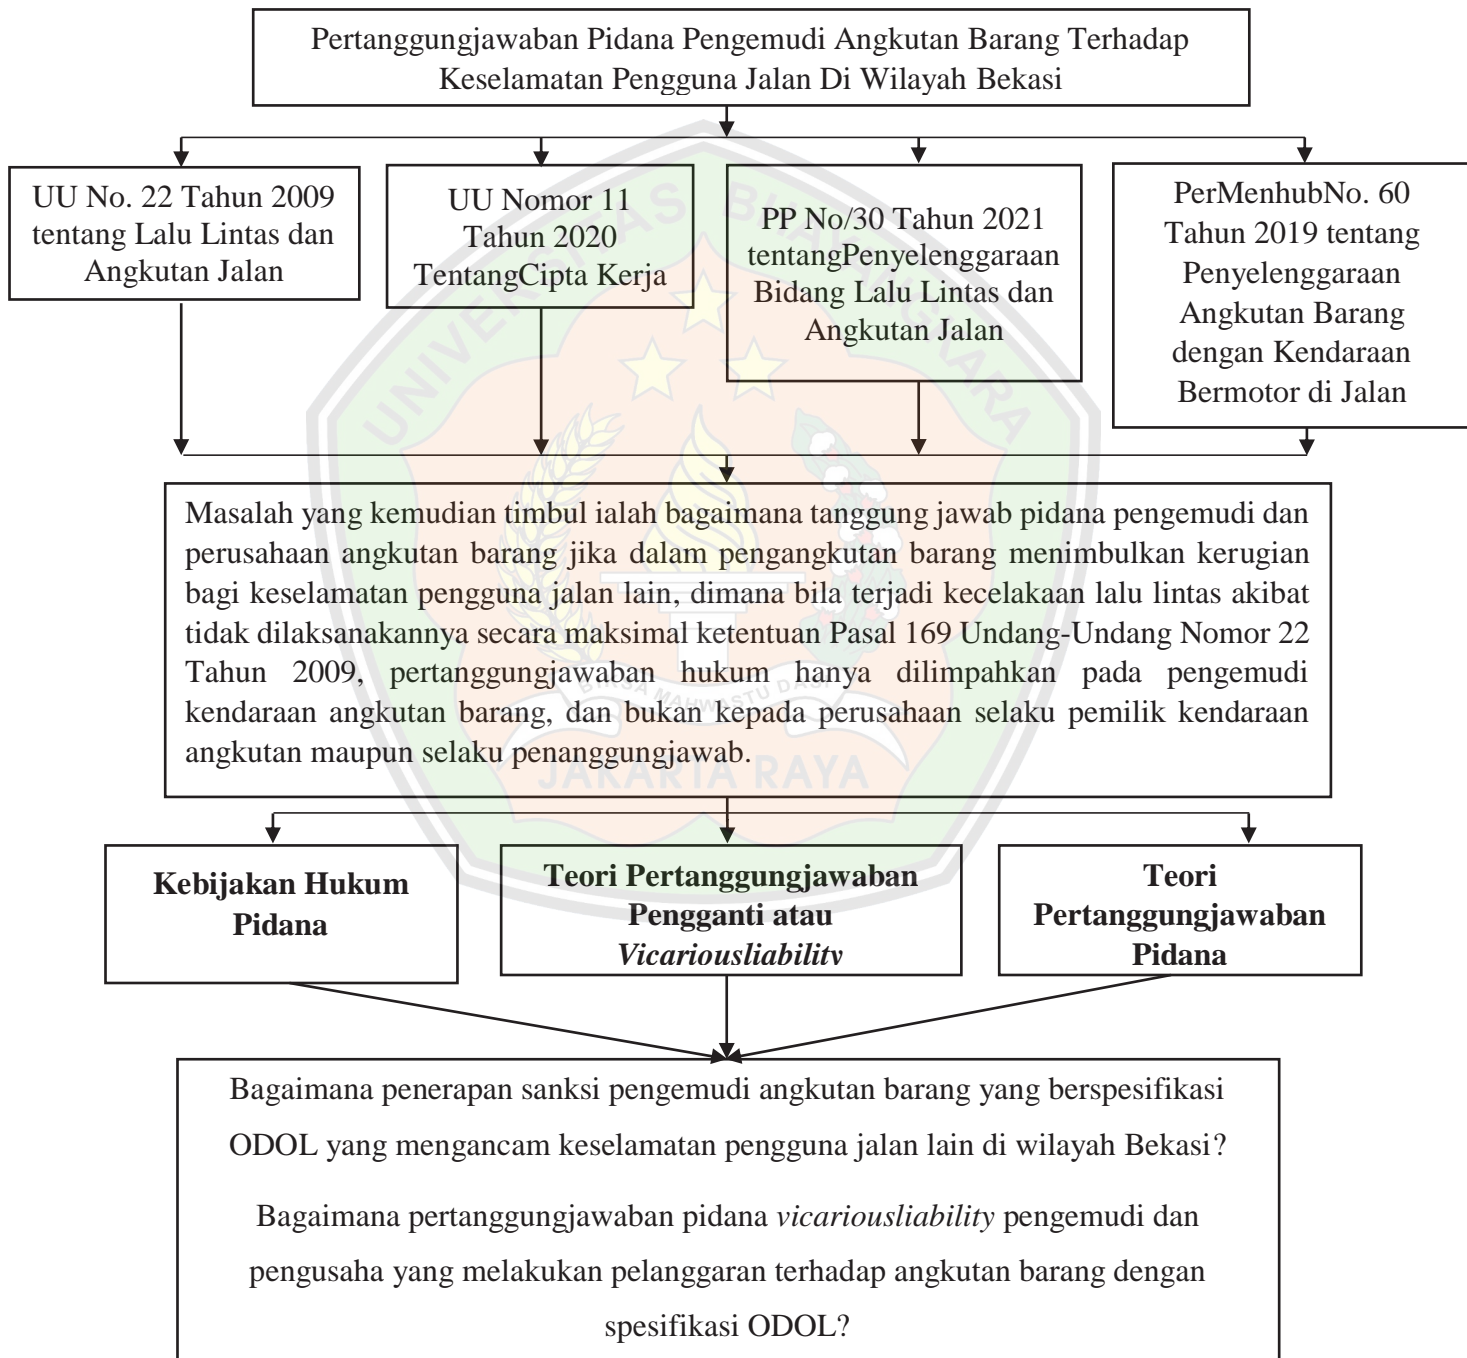 Pertanggungjawaban Pidana Pengemudi Angkutan Barang Terhadap
Keselamatan Pengguna Jalan Di Wilayah Bekasi
UU No. 22 Tahun 2009
tentang Lalu Lintas dan
Angkutan Jalan
UU Nomor 11
Tahun 2020
TentangCipta Kerja
PP No/30 Tahun 2021
tentangPenyelenggaraan
Bidang Lalu Lintas dan
Angkutan Jalan
PerMenhubNo. 60
Tahun 2019 tentang
Penyelenggaraan
Angkutan Barang
dengan Kendaraan
Bermotor di Jalan
UNIVERSITAS BHAYANGKARA
Masalah yang kemudian timbul ialah bagaimana tanggung jawab pidana pengemudi dan
perusahaan angkutan barang jika dalam pengangkutan barang menimbulkan kerugian
bagi keselamatan pengguna jalan lain, dimana bila terjadi kecelakaan lalu lintas akibat
tidak dilaksanakannya secara maksimal ketentuan Pasal 169 Undang-Undang Nomor 22
Tahun 2009, pertanggungjawaban hukum hanya dilimpahkan pada pengemudi
kendaraan angkutan barang, dan bukan kepada perusahaan selaku pemilik kendaraan
angkutan maupun selaku penanggungjawab.
MAHWASTU
JAKARTA RAYA
Kebijakan Hukum
Pidana
Teori Pertanggungjawaban
Pengganti atau
Vicariousliability
Teori
Pertanggungjawaban
Pidana
Bagaimana penerapan sanksi pengemudi angkutan barang yang berspesifikasi
ODOL yang mengancam keselamatan pengguna jalan lain di wilayah Bekasi?
Bagaimana pertanggungjawaban pidana vicariousliability pengemudi dan
pengusaha yang melakukan pelanggaran terhadap angkutan barang dengan
spesifikasi ODOL?